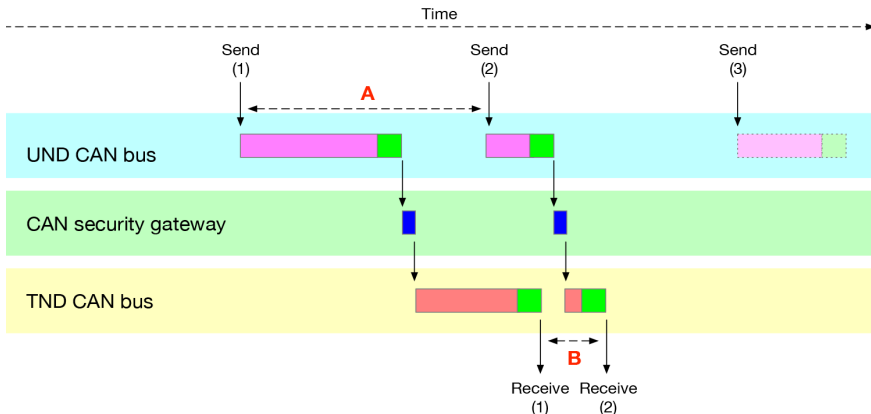 Time
Send
(1)
Send
(2)
Send
(3)
A
UND CAN bus
CAN security gateway
TND CAN bus
B
Receive
(1)
Receive
(2)